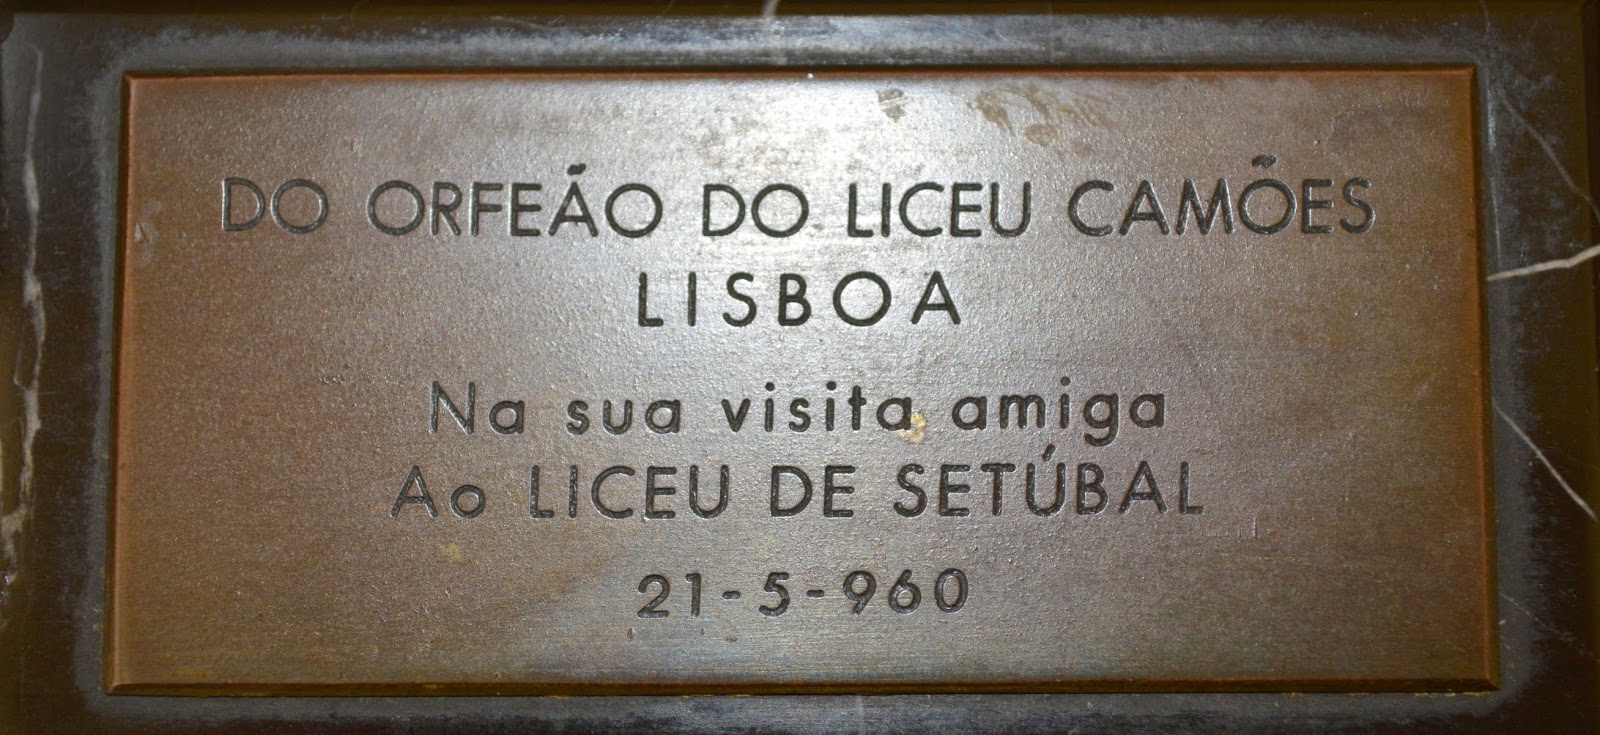 DO ORFEÃO DO LICEU CAMÕES
LISBOA
Na sua visita amiga
Ao LICEU DE SETÚBAL
21-5-960